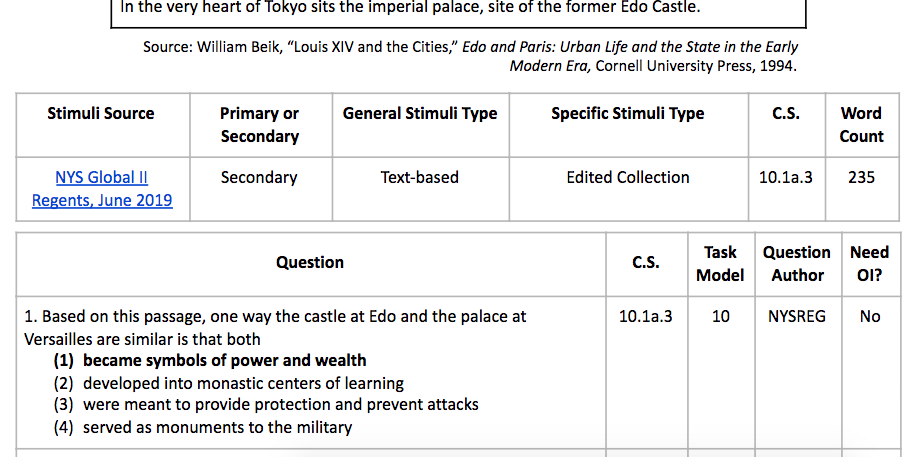 In the very heart of Tokyo sits the imperial palace, site of the former Edo Castle.
Source: William Beik, “Louis XIV and the Cities,” Edo and Paris: Urban Life and the State in the Early
Modern Era, Cornell University Press, 1994.
Stimuli Source
Primary or
Secondary
General Stimuli Type
Specific Stimuli Type
C.S.
Word
Count
NYS Global II
Regents, June 2019
Secondary
Text-based
Edited Collection
10.1a.3
235
Question
C.S.
Task
Model
Question
Author
Need
OI?
1. Based on this passage, one way the castle at Edo and the palace at
Versailles are similar is that both
(1) became symbols of power and wealth
(2) developed into monastic centers of learning
(3) were meant to provide protection and prevent attacks
(4) served as monuments to the military
10.1a.3
10
NYSREG
No